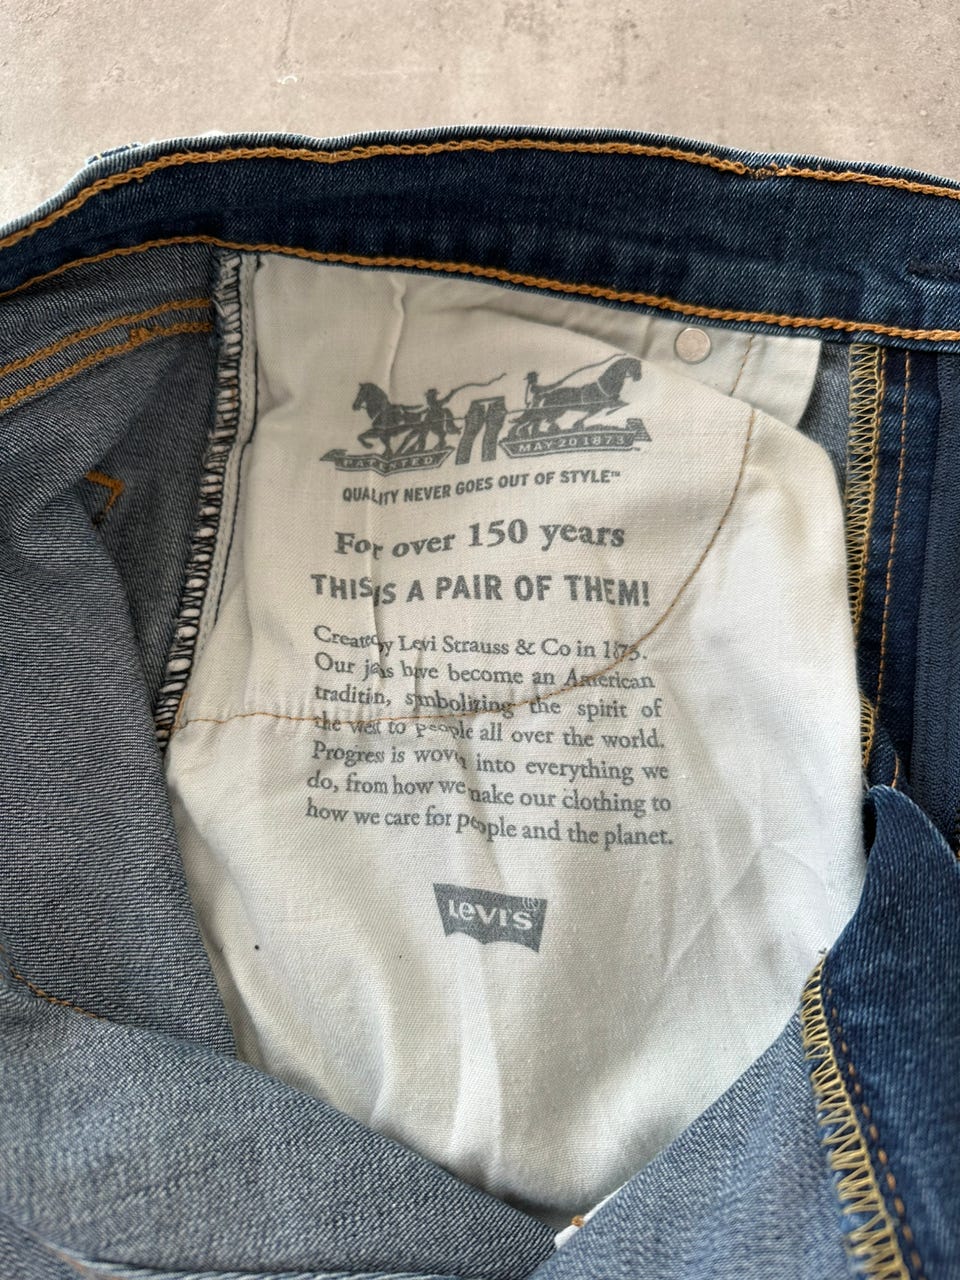 PATENTED MAY 20 1873
QUALITY NEVER GOES OUT OF STYLE™
For over 150 years
THIS IS A PAIR OF THEM!
Created by Levi Strauss & Co in 1873.
Our jeans have become an American
tradition, symbolizing the spirit of
the west to people all over the world.
Progress is woven into everything we
do, from how we make our clothing to
how we care for people and the planet.
LEVI'S®